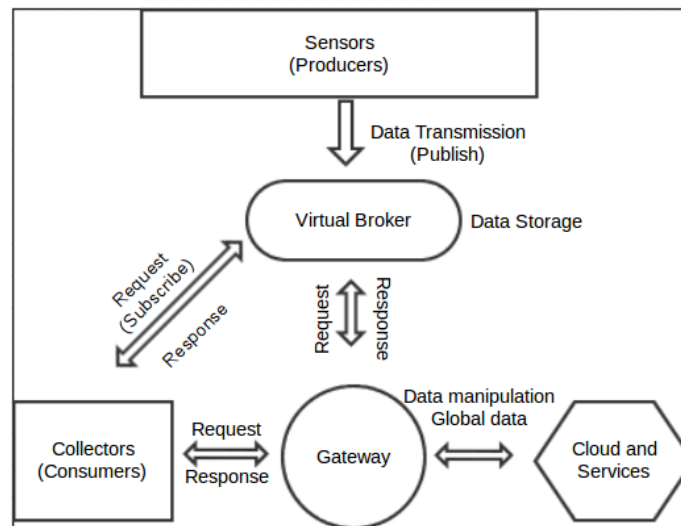 Sensors
(Producers)
Data Transmission
(Publish)
Virtual Broker
Data Storage
Request
(Subscribe)
Response
Request
Response
Data manipulation
Global data
Collectors
(Consumers)
Request
Response
Gateway
Cloud and
Services